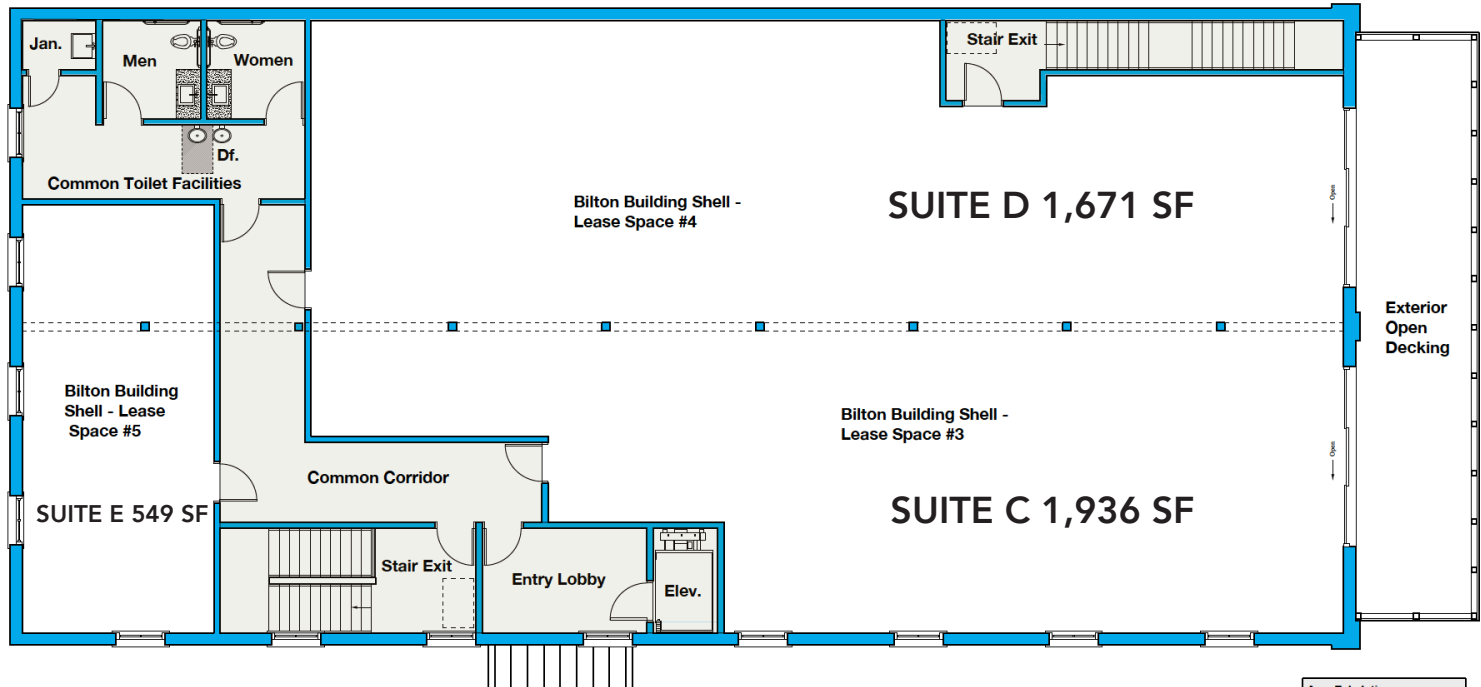 Jan.
Men
Women
Stair Exit
Df.
Common Toilet Facilities
Bilton Building Shell -
Lease Space #4
SUITE D 1,671 SF
Open
Exterior
Open
Decking
Bilton Building
Shell - Lease
Space #5
Bilton Building Shell -
Lease Space #3
Open
Common Corridor
SUITE E 549 SF
SUITE C 1,936 SF
Stair Exit
Entry Lobby
Elev.